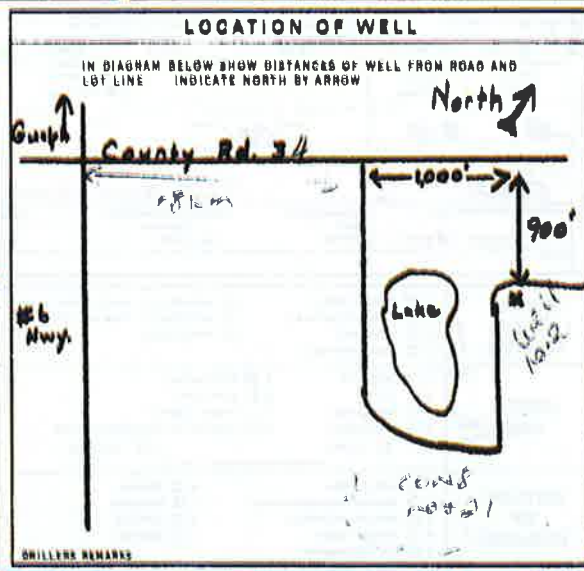 LOCATION OF WELL
IN DIAGRAM BELOW SHOW DISTANCES OF WELL FROM ROAD AND
LOT LINE INDICATE NORTH BY ARROW
North
Guelph
County Rd. 34
1,000'
900'
#6
Hwy.
Lake
DRILLERS REMARKS